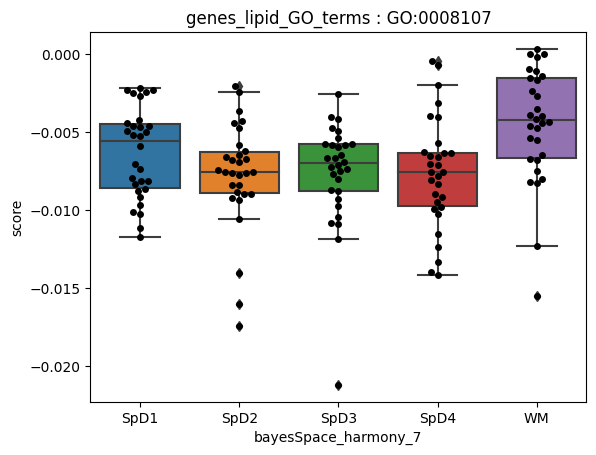 genes_lipid_GO_terms : GO:0008107
0.000
−0.005
−0.010
−0.015
−0.020
score
SpD1 SpD2 SpD3 SpD4 WM
bayesSpace_harmony_7